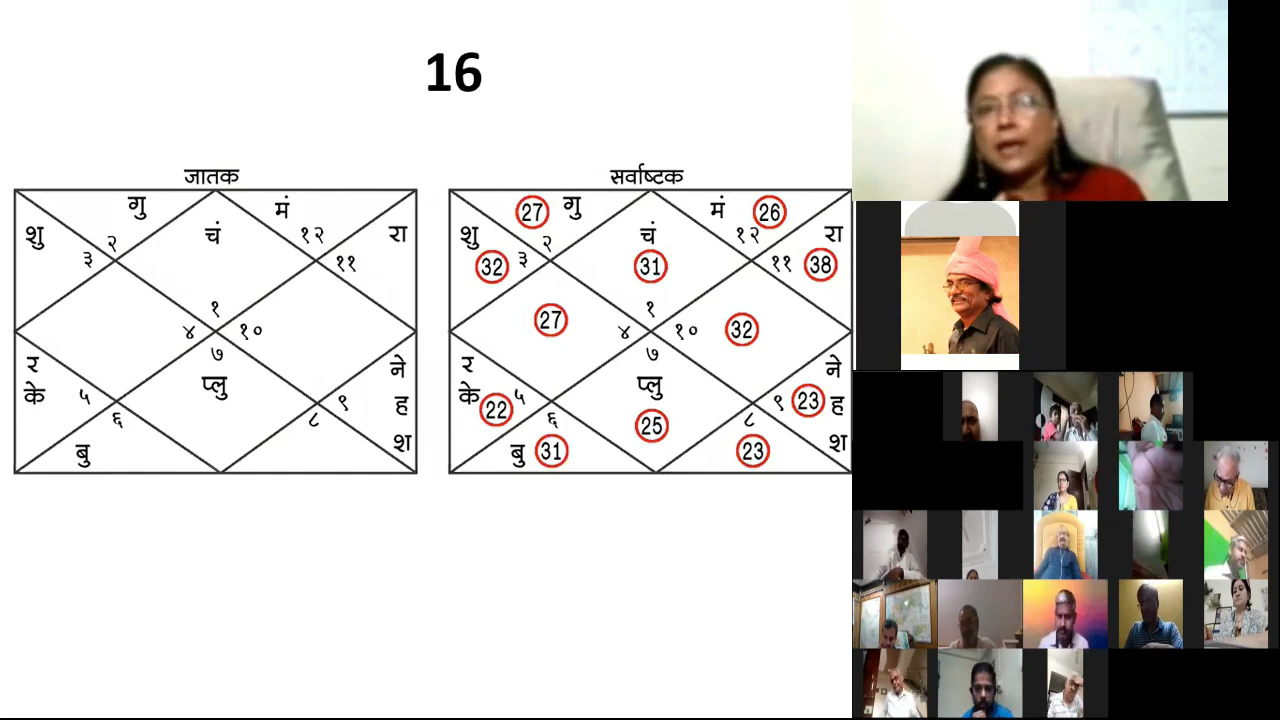 16
जातक
गु
मं
शु
चं
रा
२
१२
३
११
१
४
१०
७
र
के
५
प्लु
ने
ह
श
९
६
८
बु
सर्वाष्टक
27
गु
मं
26
शु
चं
रा
२
१२
32
३
31
११
38
१
27
४
१०
32
७
र
के
५
22
प्लु
ने
ह
श
९
23
६
25
८
बु
31
23